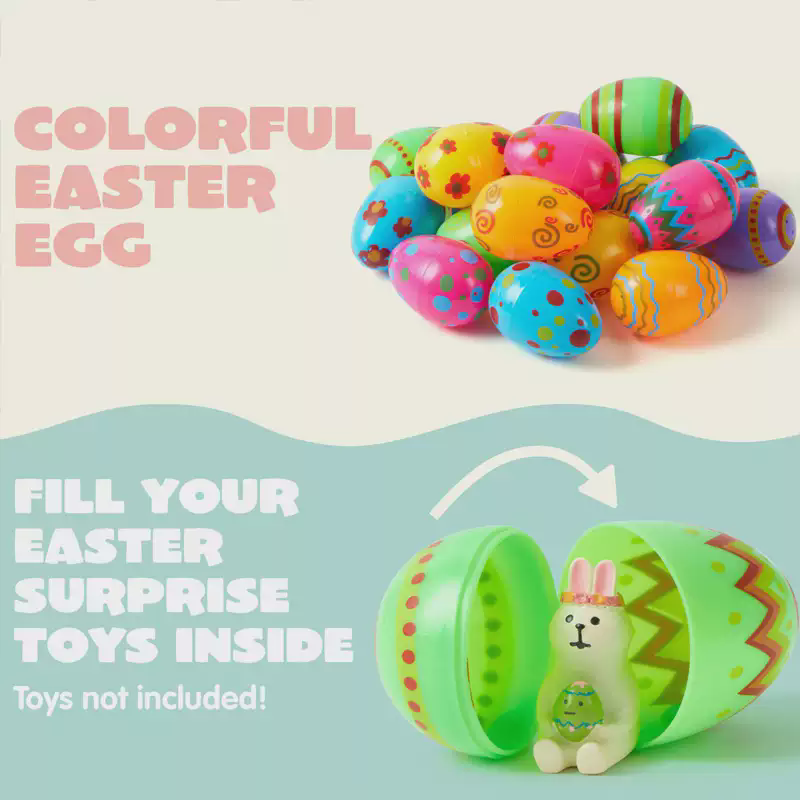 COLORFUL
EASTER
EGG
FILL YOUR
EASTER
SURPRISE
TOYS INSIDE
Toys not included!